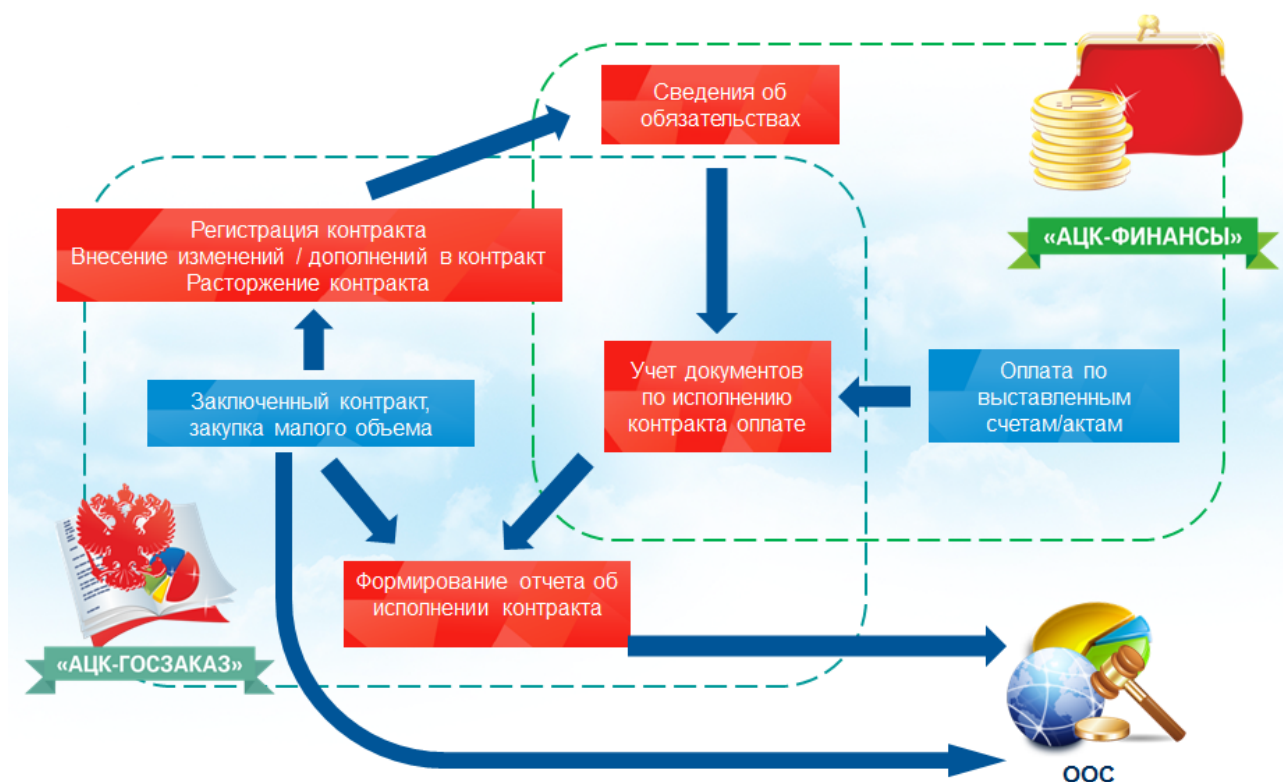 Сведения об
обязательствах
«АЦК-ФИНАНСЫ»
Регистрация контракта
Внесение изменений / дополнений в контракт
Расторжение контракта
Заключенный контракт,
закупка малого объема
Учет документов
по исполнению
контракта оплате
Оплата по
выставленным
счетам/актам
Формирование отчета об
исполнении контракта
«АЦК-ГОСЗАКАЗ»
ООС